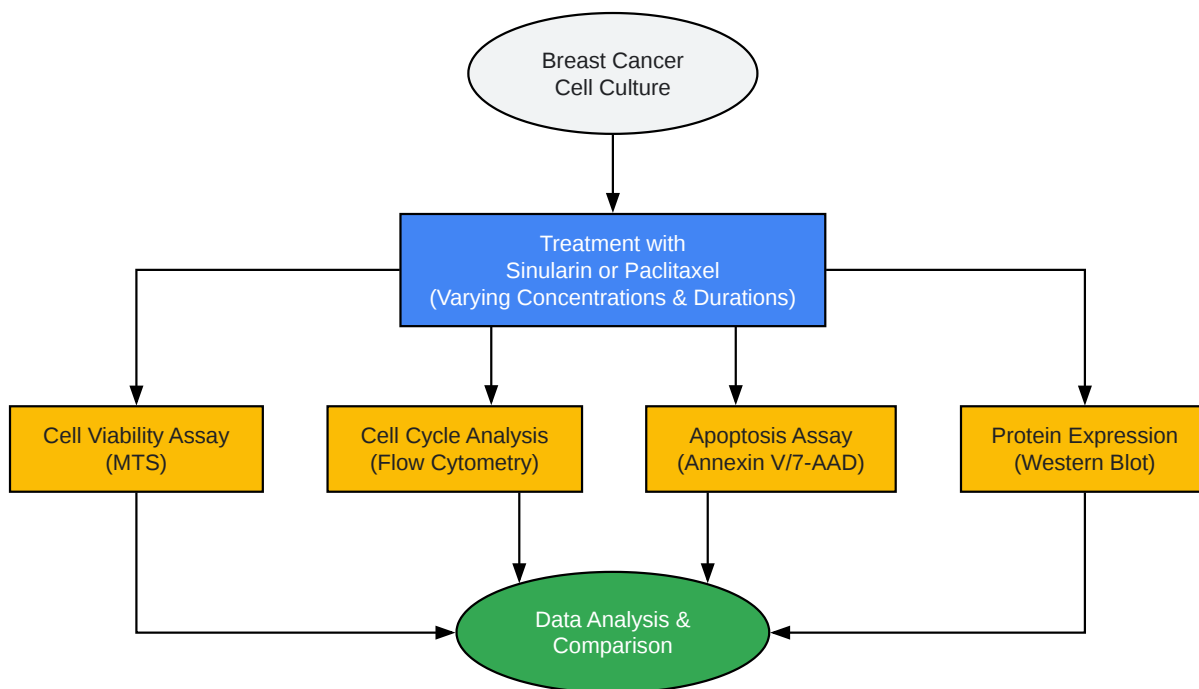 Breast Cancer
Cell Culture
Treatment with
Sinularin or Paclitaxel
(Varying Concentrations & Durations)
Cell Viability Assay
(MTS)
Cell Cycle Analysis
(Flow Cytometry)
Apoptosis Assay
(Annexin V/7-AAD)
Protein Expression
(Western Blot)
Data Analysis &
Comparison